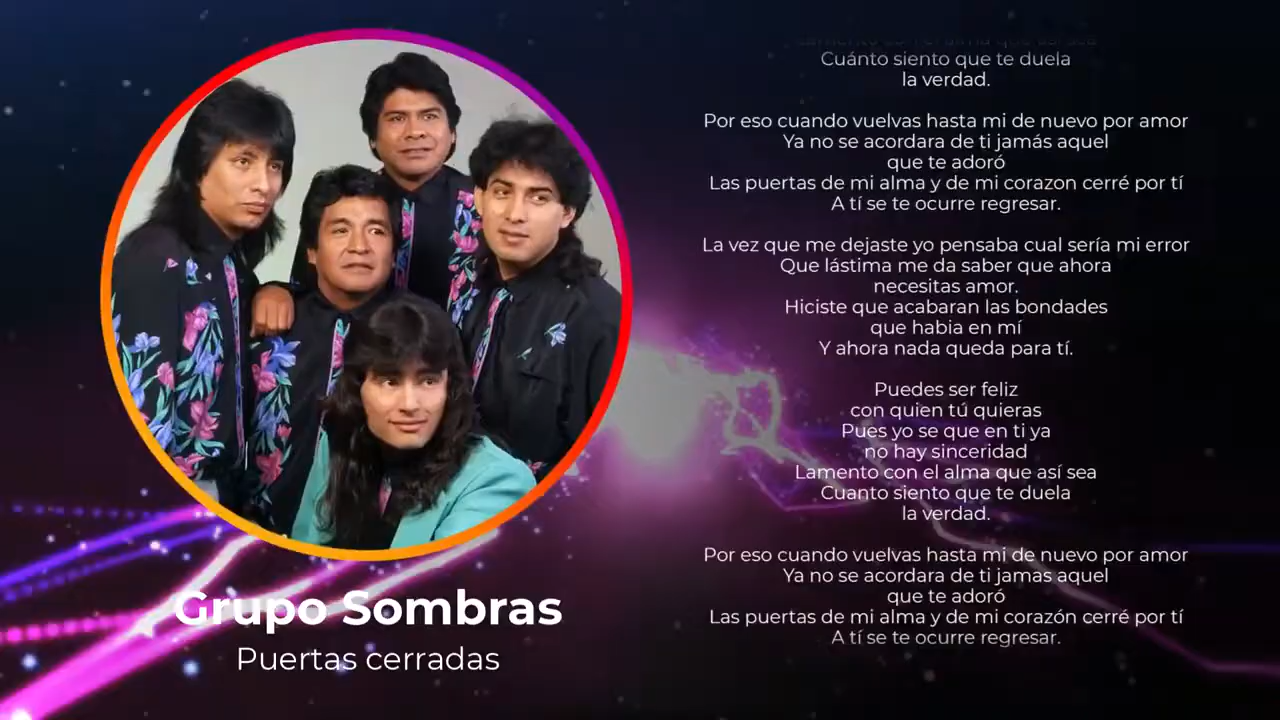 Grupo Sombras
Puertas cerradas
Lamento con el alma que así sea
Cuánto siento que te duela
la verdad.
Por eso cuando vuelvas hasta mi de nuevo por amor
Ya no se acordara de ti jamás aquel
que te adoró
Las puertas de mi alma y de mi corazon cerré por tí
A tí se te ocurre regresar.
La vez que me dejaste yo pensaba cual sería mi error
Que lástima me da saber que ahora
necesitas amor.
Hiciste que acabaran las bondades
que habia en mí
Y ahora nada queda para tí.
Puedes ser feliz
con quien tú quieras
Pues yo se que en ti ya
no hay sinceridad
Lamento con el alma que así sea
Cuanto siento que te duela
la verdad.
Por eso cuando vuelvas hasta mi de nuevo por amor
Ya no se acordara de ti jamas aquel
que te adoró
Las puertas de mi alma y de mi corazón cerré por tí
A tí se te ocurre regresar.